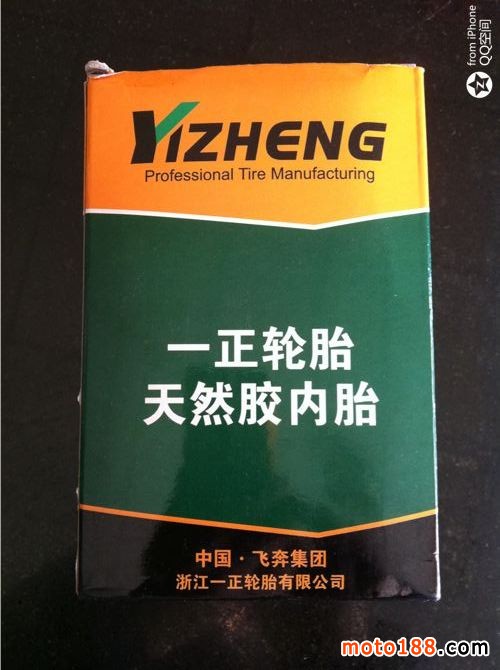 from iPhone
QQ空间
YIZHENG
Professional Tire Manufacturing
一正轮胎
天然胶内胎
中国·飞奔集团
浙江一正轮胎有限公司
moto188.com